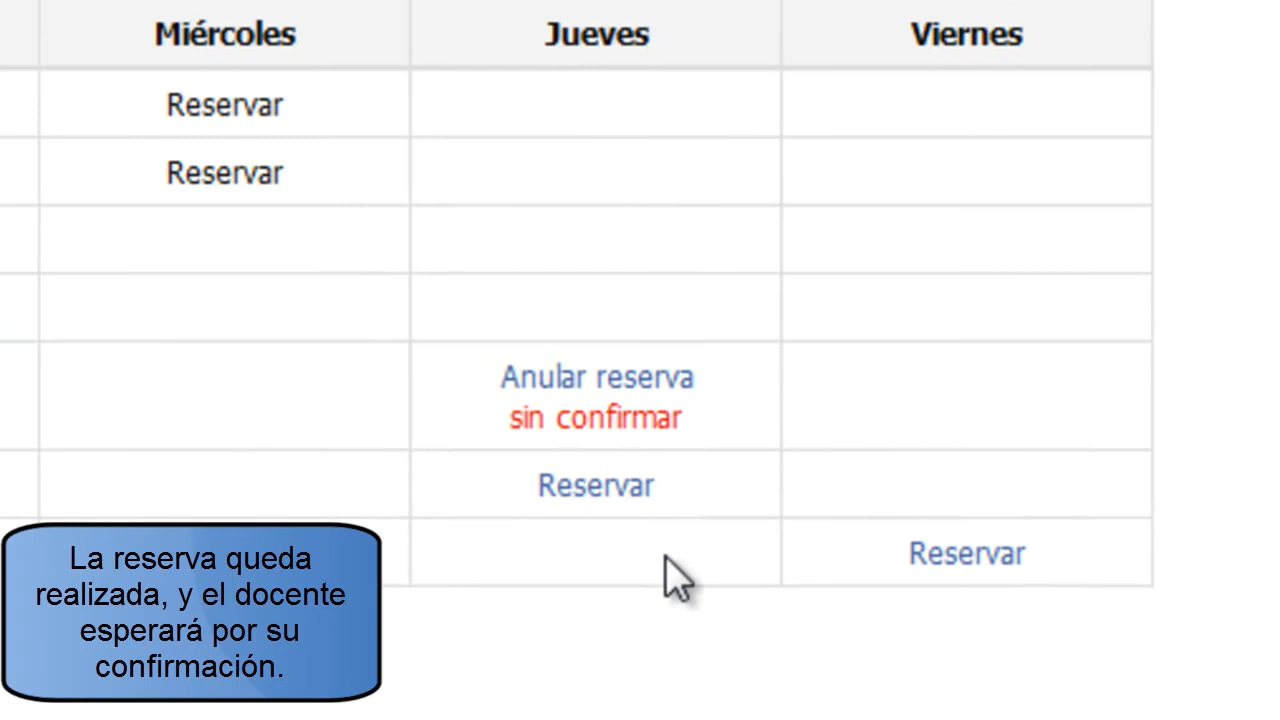 Miércoles Jueves Viernes
Reservar
Reservar
Anular reserva
sin confirmar
Reservar
Reservar
La reserva queda
realizada, y el docente
esperará por su
confirmación.